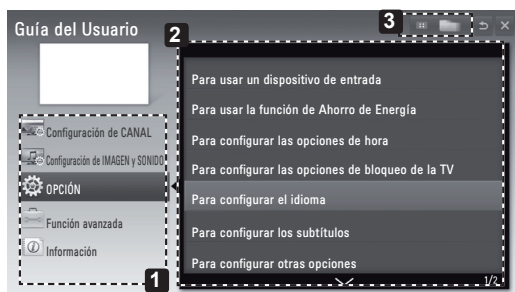 Guía del Usuario
2
3
Configuración de CANAL
Configuración de IMAGEN y SONIDO
OPCIÓN
Función avanzada
Información
1
Para usar un dispositivo de entrada
Para usar la función de Ahorro de Energía
Para configurar las opciones de hora
Para configurar las opciones de bloqueo de la TV
Para configurar el idioma
Para configurar los subtítulos
Para configurar otras opciones
1/2